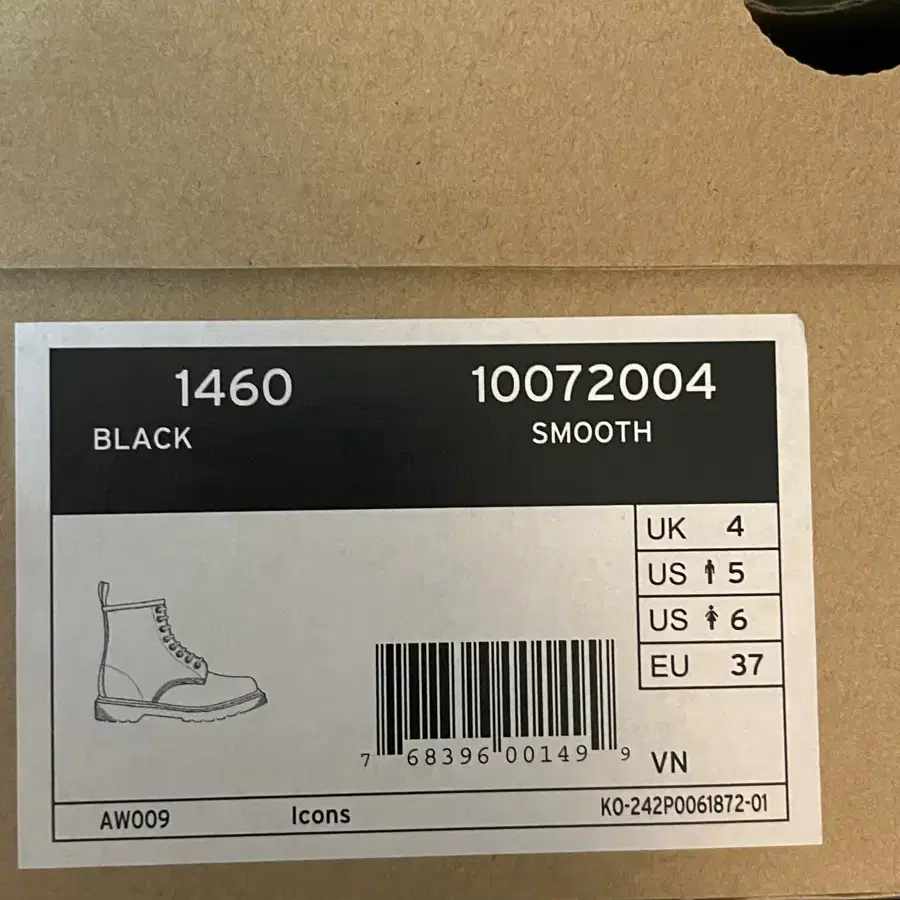 1460 10072004
BLACK SMOOTH
UK 4
US 5
US 6
EU 37
7 68396 00149 9 VN
AW009 Icons KO-242P0061872-01